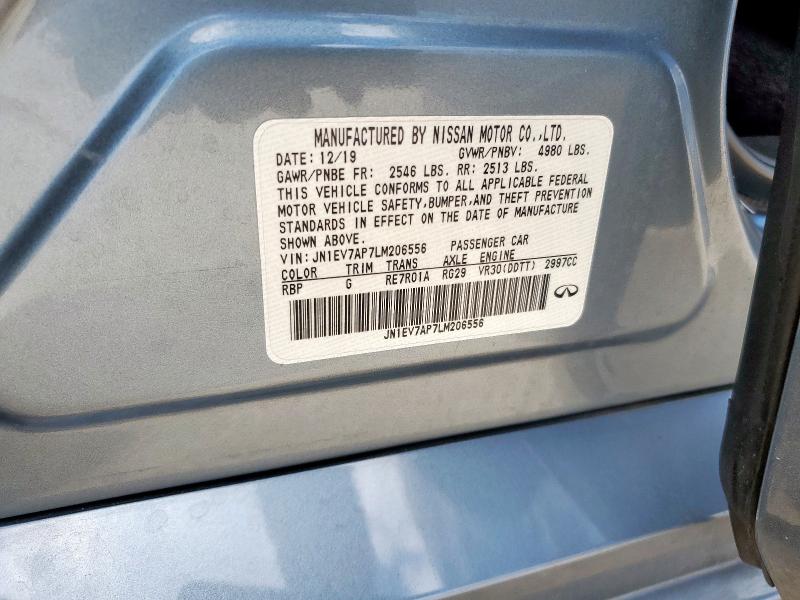 MANUFACTURED BY NISSAN MOTOR CO.,LTD.
DATE: 12/19 GVWR/PNBV: 4980 LBS.
GAWR/PNBE FR: 2546 LBS. RR: 2513 LBS.
THIS VEHICLE CONFORMS TO ALL APPLICABLE FEDERAL
MOTOR VEHICLE SAFETY,BUMPER,AND THEFT PREVENTION
STANDARDS IN EFFECT ON THE DATE OF MANUFACTURE
SHOWN ABOVE.
VIN: JN1EV7AP7LM206556 PASSENGER CAR
COLOR TRIM TRANS AXLE ENGINE
RBP G RE7R01A RG29 VR30(DDTT) 2997CC
JN1EV7AP7LM206556